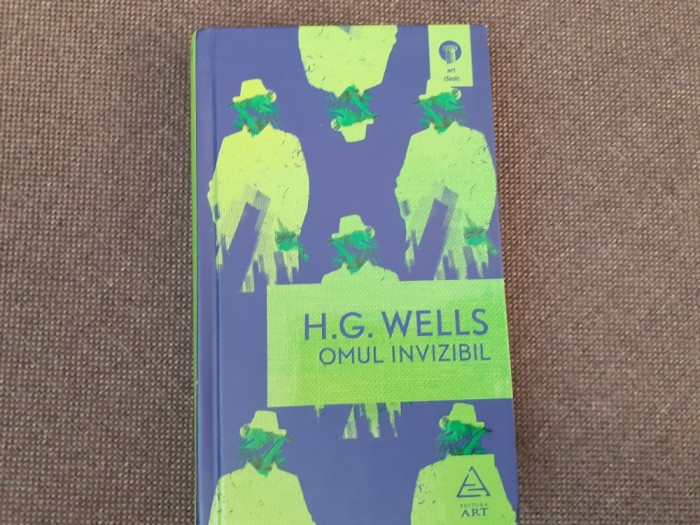 art
clasic
H.G. WELLS
OMUL INVIZIBIL
EDITURA
ART